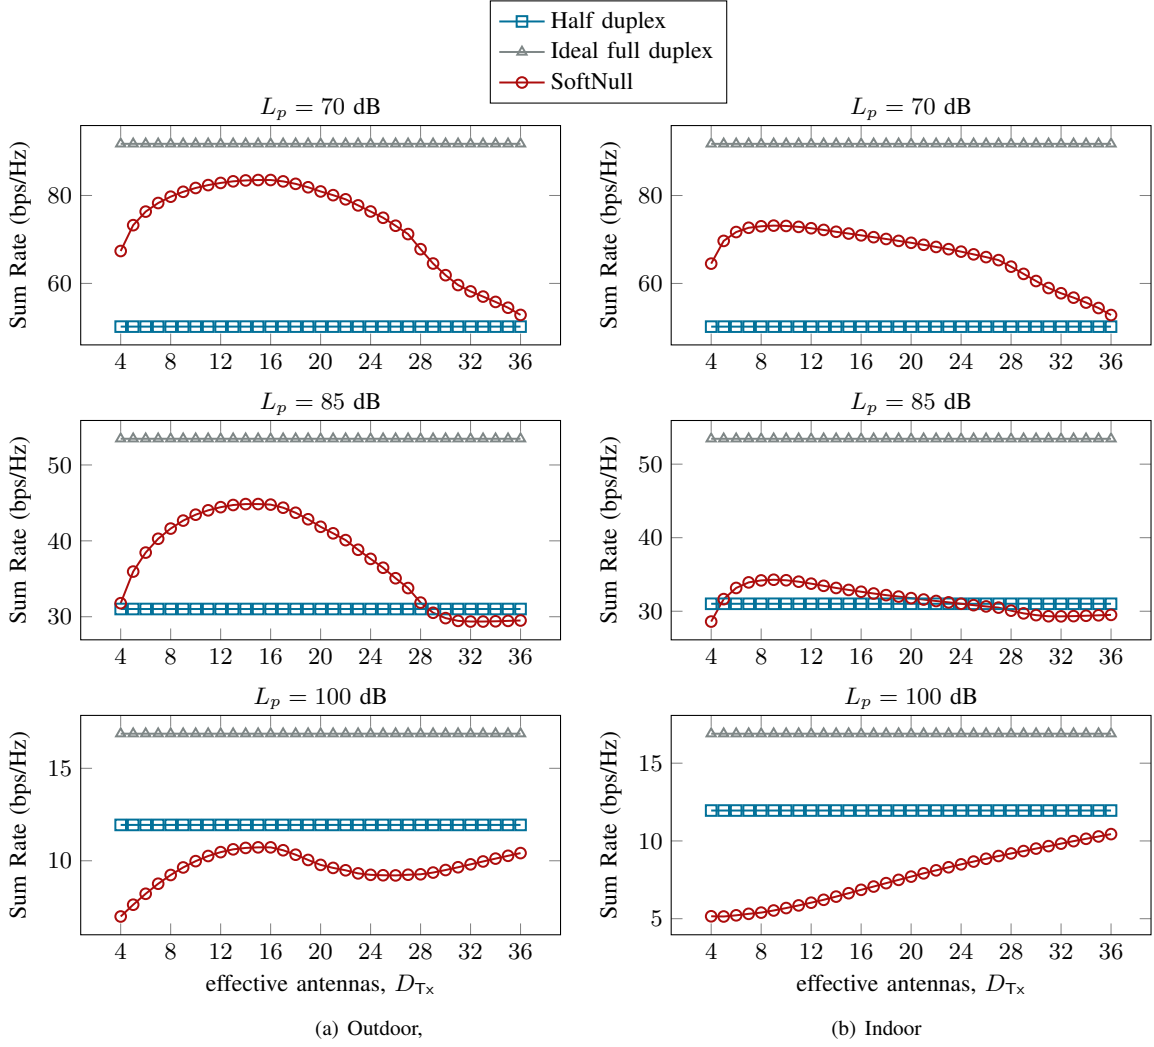 Half duplex
Ideal full duplex
SoftNull
L_p = 70 dB
Sum Rate (bps/Hz)
80
60
4 8 12 16 20 24 28 32 36
L_p = 70 dB
Sum Rate (bps/Hz)
80
60
4 8 12 16 20 24 28 32 36
L_p = 85 dB
Sum Rate (bps/Hz)
50
40
30
4 8 12 16 20 24 28 32 36
L_p = 85 dB
Sum Rate (bps/Hz)
50
40
30
4 8 12 16 20 24 28 32 36
L_p = 100 dB
Sum Rate (bps/Hz)
15
10
4 8 12 16 20 24 28 32 36
effective antennas, D_Tx
(a) Outdoor,
L_p = 100 dB
Sum Rate (bps/Hz)
15
10
5
4 8 12 16 20 24 28 32 36
effective antennas, D_Tx
(b) Indoor